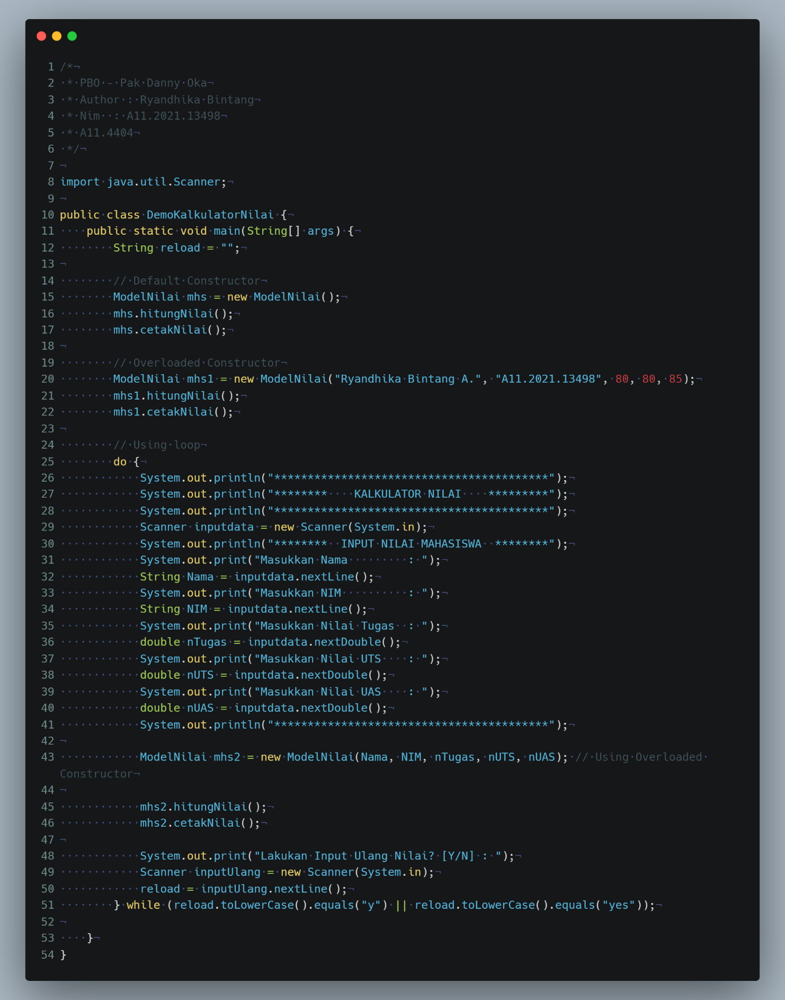 1 /*¬
2  * PBO - Pak Danny Oka¬
3  * Author : Ryandhika Bintang¬
4  * Nim  : A11.2021.13498¬
5  * A11.4404¬
6  */¬
7 ¬
8 import java.util.Scanner;¬
9 ¬
10 public class DemoKalkulatorNilai {¬
11     public static void main(String[] args) {¬
12         String reload = "";¬
13 ¬
14         // Default Constructor¬
15         ModelNilai mhs = new ModelNilai();¬
16         mhs.hitungNilai();¬
17         mhs.cetakNilai();¬
18 ¬
19         // Overloaded Constructor¬
20         ModelNilai mhs1 = new ModelNilai("Ryandhika Bintang A.", "A11.2021.13498", 80, 80, 85);¬
21         mhs1.hitungNilai();¬
22         mhs1.cetakNilai();¬
23 ¬
24         // Using loop¬
25         do {¬
26             System.out.println("*****************************************");¬
27             System.out.println("********    KALKULATOR NILAI    *********");¬
28             System.out.println("*****************************************");¬
29             Scanner inputdata = new Scanner(System.in);¬
30             System.out.println("********  INPUT NILAI MAHASISWA  ********");¬
31             System.out.print("Masukkan Nama         : ");¬
32             String Nama = inputdata.nextLine();¬
33             System.out.print("Masukkan NIM          : ");¬
34             String NIM = inputdata.nextLine();¬
35             System.out.print("Masukkan Nilai Tugas  : ");¬
36             double nTugas = inputdata.nextDouble();¬
37             System.out.print("Masukkan Nilai UTS    : ");¬
38             double nUTS = inputdata.nextDouble();¬
39             System.out.print("Masukkan Nilai UAS    : ");¬
40             double nUAS = inputdata.nextDouble();¬
41             System.out.println("*****************************************");¬
42 ¬
43             ModelNilai mhs2 = new ModelNilai(Nama, NIM, nTugas, nUTS, nUAS); // Using Overloaded
Constructor¬
44 ¬
45             mhs2.hitungNilai();¬
46             mhs2.cetakNilai();¬
47 ¬
48             System.out.print("Lakukan Input Ulang Nilai? [Y/N] : ");¬
49             Scanner inputUlang = new Scanner(System.in);¬
50             reload = inputUlang.nextLine();¬
51         } while (reload.toLowerCase().equals("y") || reload.toLowerCase().equals("yes"));¬
52 ¬
53     }¬
54 }